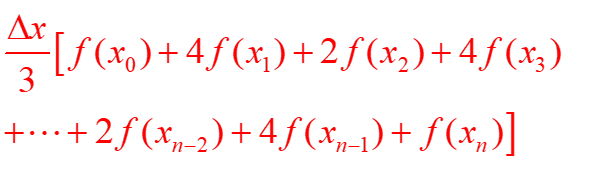 Δx/3 [f(x₀)+4f(x₁)+2f(x₂)+4f(x₃)
+⋯+2f(xₙ₋₂)+4f(xₙ₋₁)+f(xₙ)]